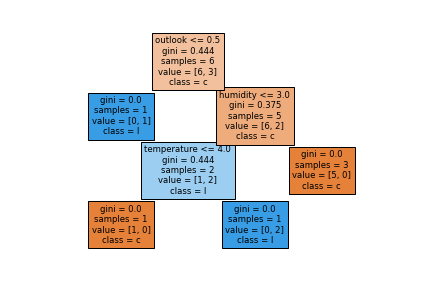 outlook <= 0.5
gini = 0.444
samples = 6
value = [6, 3]
class = c
gini = 0.0
samples = 1
value = [0, 1]
class = l
humidity <= 3.0
gini = 0.375
samples = 5
value = [6, 2]
class = c
temperature <= 4.0
gini = 0.444
samples = 2
value = [1, 2]
class = l
gini = 0.0
samples = 3
value = [5, 0]
class = c
gini = 0.0
samples = 1
value = [1, 0]
class = c
gini = 0.0
samples = 1
value = [0, 2]
class = l